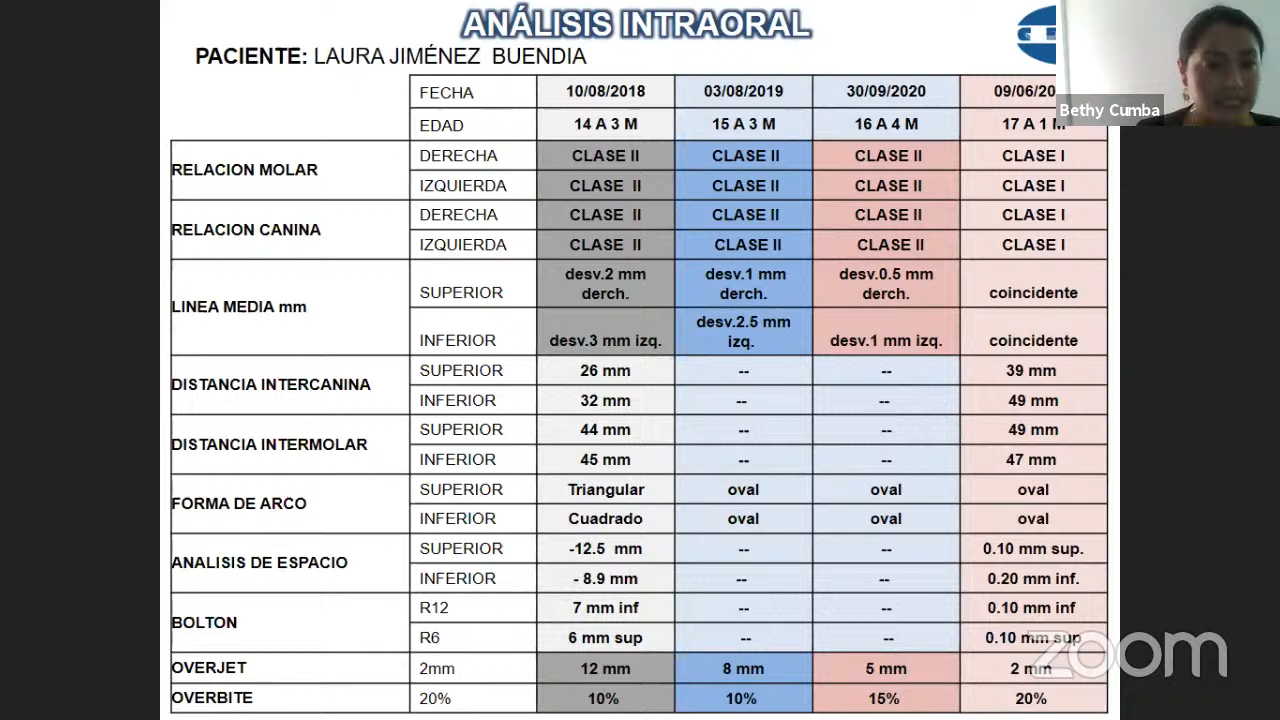 ANÁLISIS INTRAORAL
PACIENTE: LAURA JIMÉNEZ BUENDIA
Bethy Cumba
FECHA 10/08/2018 03/08/2019 30/09/2020
EDAD 14 A 3 M 15 A 3 M 16 A 4 M 17 A 1 M
RELACION MOLAR
DERECHA CLASE II CLASE II CLASE II CLASE I
IZQUIERDA CLASE II CLASE II CLASE II CLASE I
RELACION CANINA
DERECHA CLASE II CLASE II CLASE II CLASE I
IZQUIERDA CLASE II CLASE II CLASE II CLASE I
LINEA MEDIA mm
SUPERIOR desv.2 mm derch. desv.1 mm derch. desv.0.5 mm derch. coincidente
INFERIOR desv.3 mm izq. desv.2.5 mm izq. desv.1 mm izq. coincidente
DISTANCIA INTERCANINA
SUPERIOR 26 mm -- -- 39 mm
INFERIOR 32 mm -- -- 49 mm
DISTANCIA INTERMOLAR
SUPERIOR 44 mm -- -- 49 mm
INFERIOR 45 mm -- -- 47 mm
FORMA DE ARCO
SUPERIOR Triangular oval oval oval
INFERIOR Cuadrado oval oval oval
ANALISIS DE ESPACIO
SUPERIOR -12.5 mm -- -- 0.10 mm sup.
INFERIOR - 8.9 mm -- -- 0.20 mm inf.
BOLTON
R12 7 mm inf -- -- 0.10 mm inf
R6 6 mm sup -- -- 0.10 mm sup
OVERJET 2mm 12 mm 8 mm 5 mm 2 mm
OVERBITE 20% 10% 10% 15% 20%
zoom